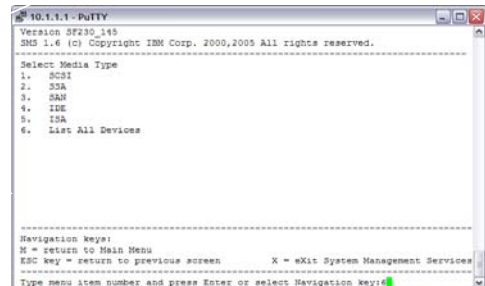 10.1.1.1 - PuTTY
Version SF230_145
SMS 1.6 (c) Copyright IBM Corp. 2000,2005 All rights reserved.
Select Media Type
1. SCSI
2. SSA
3. SAN
4. IDE
5. ISA
6. List All Devices
Navigation keys:
M = return to Main Menu
ESC key = return to previous screen X = eXit System Management Services
Type menu item number and press Enter or select Navigation key:6